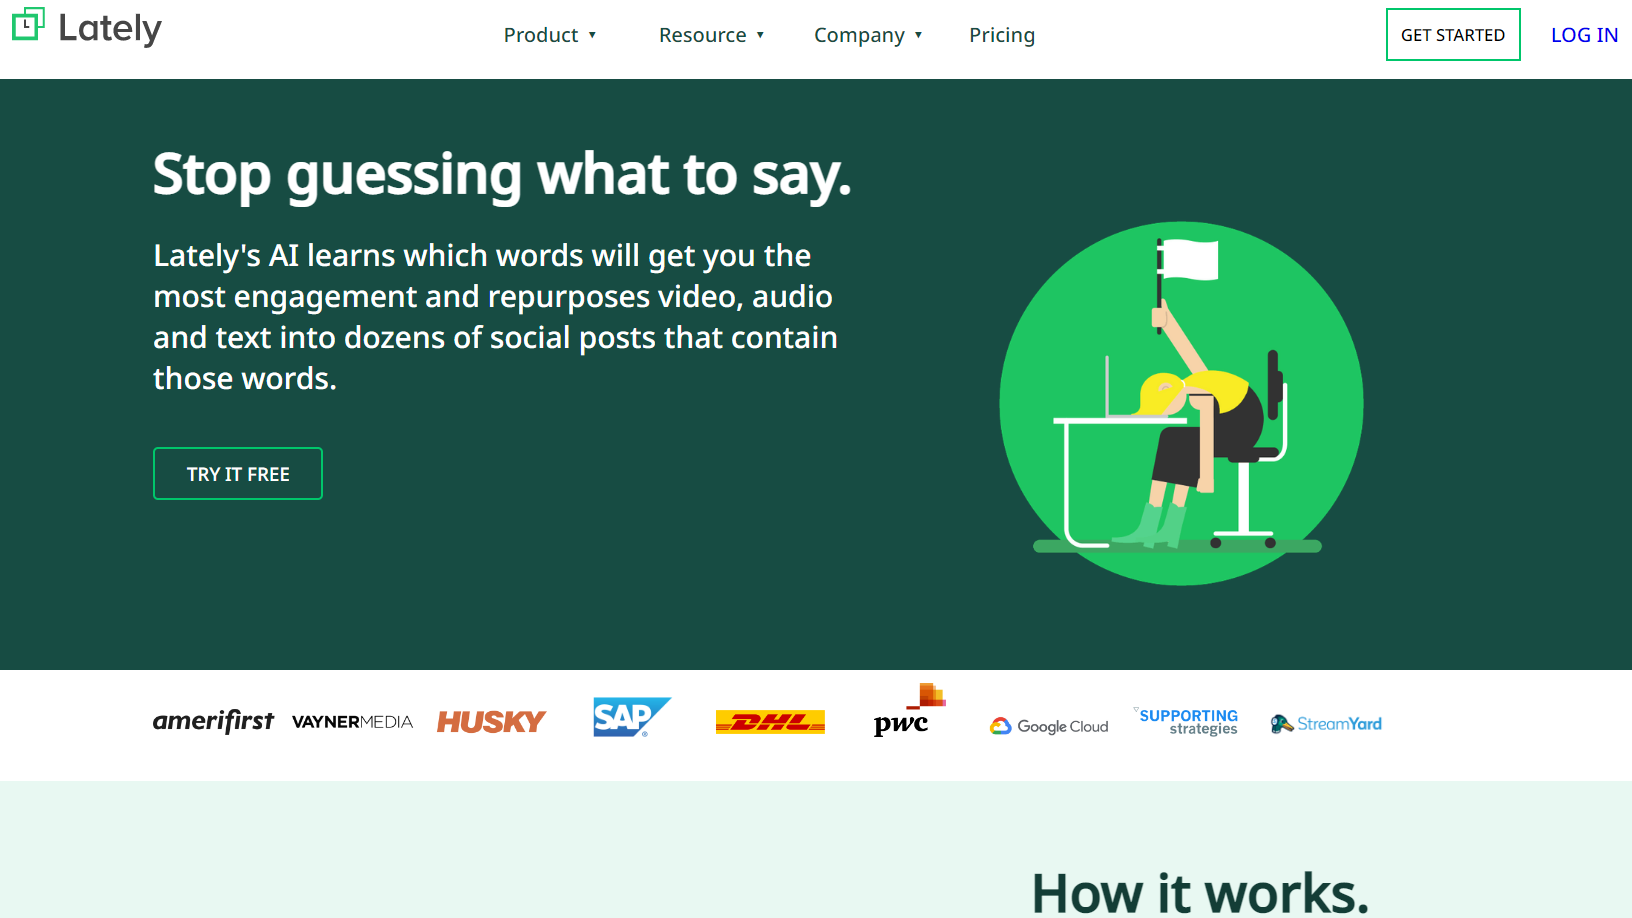 Lately
Product ▼
Resource ▼
Company ▼
Pricing
GET STARTED
LOG IN
Stop guessing what to say.
Lately's AI learns which words will get you the
most engagement and repurposes video, audio
and text into dozens of social posts that contain
those words.
TRY IT FREE
amerifirst
VAYNERMEDIA
HUSKY
SAP®
DHL
pwc
Google Cloud
SUPPORTING
strategies
StreamYard
How it works.